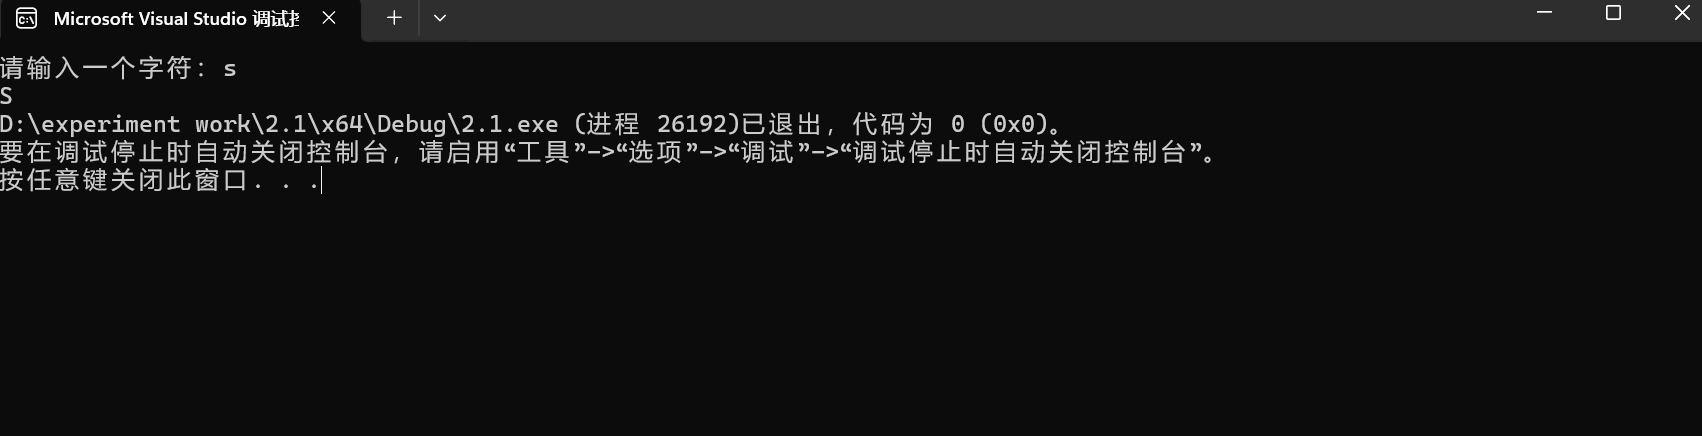 Microsoft Visual Studio 调试
请输入一个字符：s
S
D:\experiment work\2.1\x64\Debug\2.1.exe (进程 26192)已退出，代码为 0 (0x0)。
要在调试停止时自动关闭控制台，请启用“工具”->“选项”->“调试”->“调试停止时自动关闭控制台”。
按任意键关闭此窗口. . .